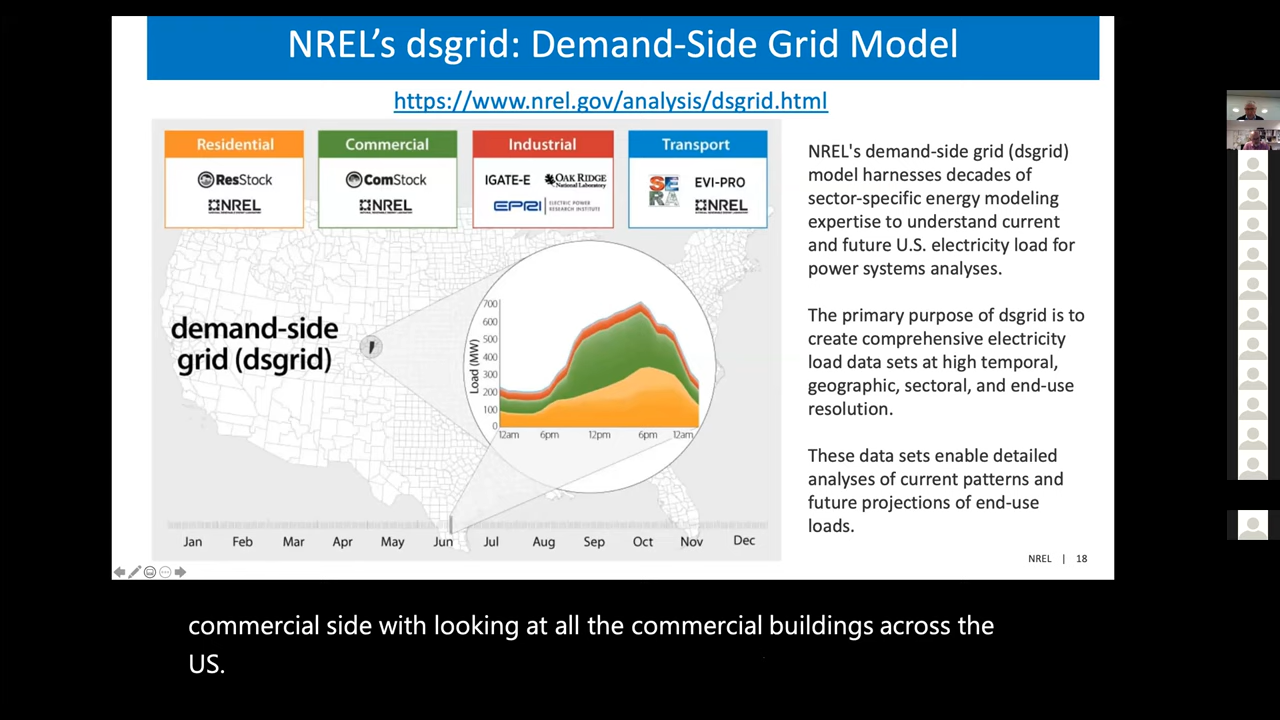 NREL's dsgrid: Demand-Side Grid Model
https://www.nrel.gov/analysis/dsgrid.html
Residential
ResStock
NREL
Commercial
ComStock
NREL
Industrial
IGATE-E
OAK RIDGE
National Laboratory
EPRI
ELECTRIC POWER
RESEARCH INSTITUTE
Transport
SERA
EVI-PRO
NREL
demand-side
grid (dsgrid)
Load (MW)
700
600
500
400
300
200
100
0
12am 6pm 12pm 6pm 12am
Jan Feb Mar Apr May Jun Jul Aug Sep Oct Nov Dec
NREL's demand-side grid (dsgrid)
model harnesses decades of
sector-specific energy modeling
expertise to understand current
and future U.S. electricity load for
power systems analyses.
The primary purpose of dsgrid is to
create comprehensive electricity
load data sets at high temporal,
geographic, sectoral, and end-use
resolution.
These data sets enable detailed
analyses of current patterns and
future projections of end-use
loads.
NREL | 18
commercial side with looking at all the commercial buildings across the
US.